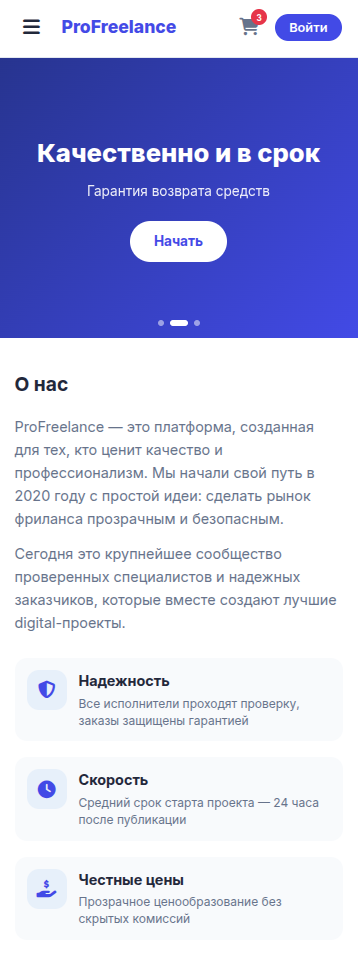 ProFreelance
3
Войти
Качественно и в срок
Гарантия возврата средств
Начать
О нас
ProFreelance — это платформа, созданная
для тех, кто ценит качество и
профессионализм. Мы начали свой путь в
2020 году с простой идеи: сделать рынок
фриланса прозрачным и безопасным.
Сегодня это крупнейшее сообщество
проверенных специалистов и надежных
заказчиков, которые вместе создают лучшие
digital-проекты.
Надежность
Все исполнители проходят проверку,
заказы защищены гарантией
Скорость
Средний срок старта проекта — 24 часа
после публикации
Честные цены
Прозрачное ценообразование без
скрытых комиссий